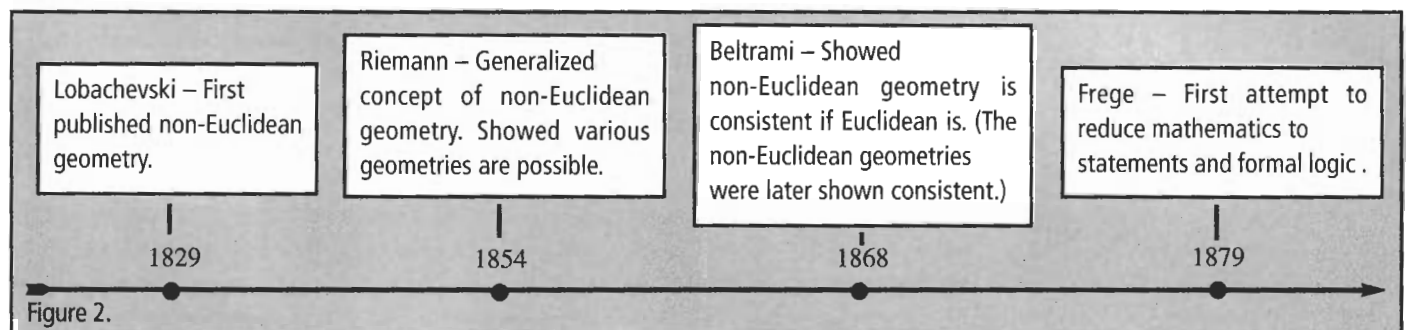 Lobachevski – First
published non-Euclidean
geometry.
Riemann – Generalized
concept of non-Euclidean
geometry. Showed various
geometries are possible.
Beltrami – Showed
non-Euclidean geometry is
consistent if Euclidean is. (The
non-Euclidean geometries
were later shown consistent.)
Frege – First attempt to
reduce mathematics to
statements and formal logic .
1829
1854
1868
1879
Figure 2.